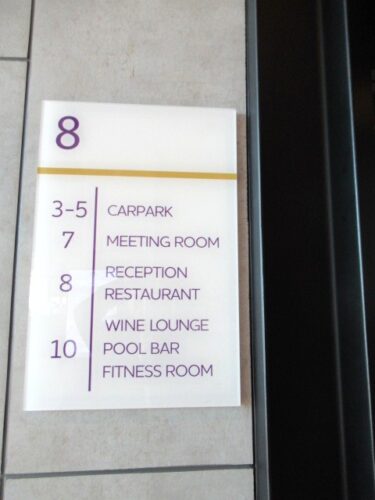 8
3-5 CARPARK
7 MEETING ROOM
8 RECEPTION
RESTAURANT
WINE LOUNGE
10 POOL BAR
FITNESS ROOM